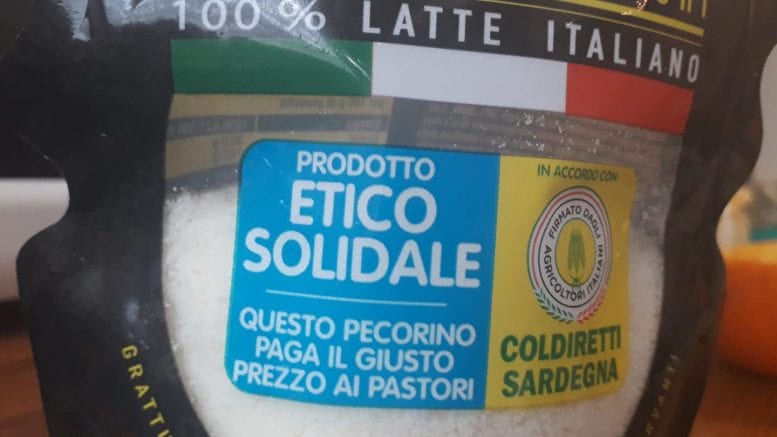 100 % LATTE ITALIANO
PRODOTTO
ETICO
SOLIDALE
QUESTO PECORINO
PAGA IL GIUSTO
PREZZO AI PASTORI
IN ACCORDO CON
FIRMATO DAGLI
AGRICOLTORI ITALIANI
COLDIRETTI
SARDEGNA